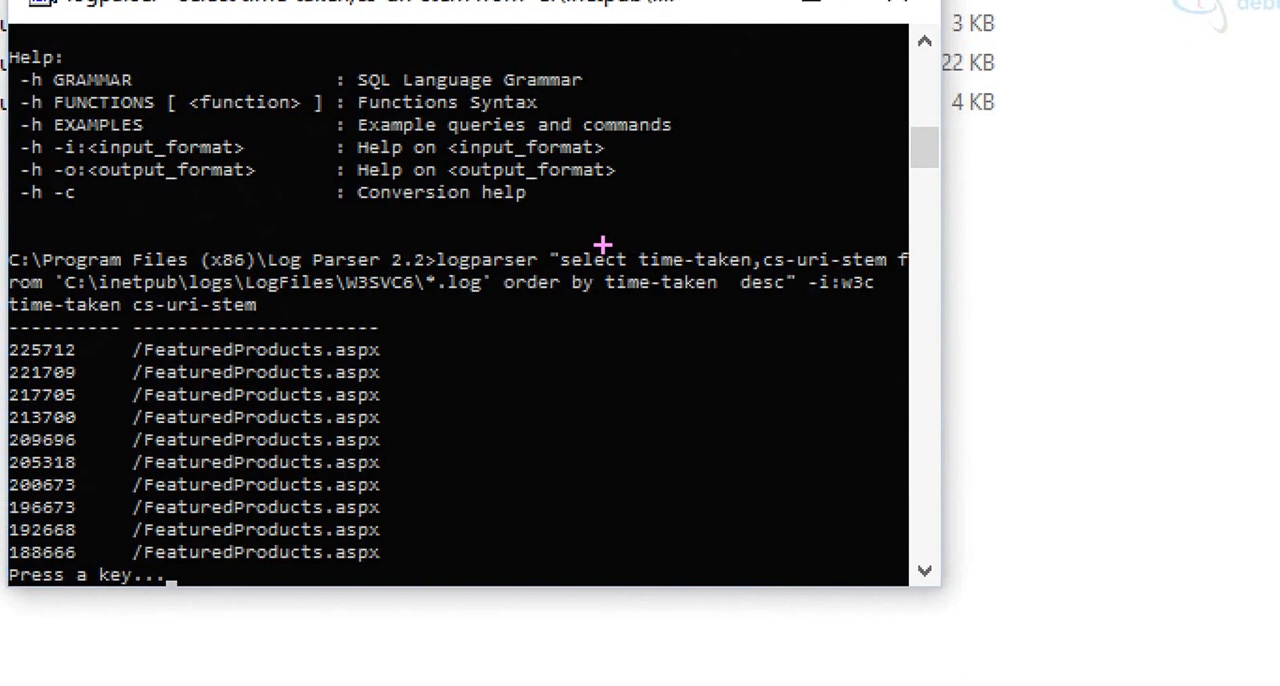 3 KB
22 KB
4 KB
Help:
-h GRAMMAR : SQL Language Grammar
-h FUNCTIONS [ <function> ] : Functions Syntax
-h EXAMPLES : Example queries and commands
-h -i:<input_format> : Help on <input_format>
-h -o:<output_format> : Help on <output_format>
-h -c : Conversion help
C:\Program Files (x86)\Log Parser 2.2>logparser "select time-taken,cs-uri-stem f
rom 'C:\inetpub\logs\LogFiles\W3SVC6\*.log' order by time-taken  desc" -i:w3c
time-taken cs-uri-stem
---------- ----------------------
225712 /FeaturedProducts.aspx
221709 /FeaturedProducts.aspx
217705 /FeaturedProducts.aspx
213700 /FeaturedProducts.aspx
209696 /FeaturedProducts.aspx
205318 /FeaturedProducts.aspx
200673 /FeaturedProducts.aspx
196673 /FeaturedProducts.aspx
192668 /FeaturedProducts.aspx
188666 /FeaturedProducts.aspx
Press a key...